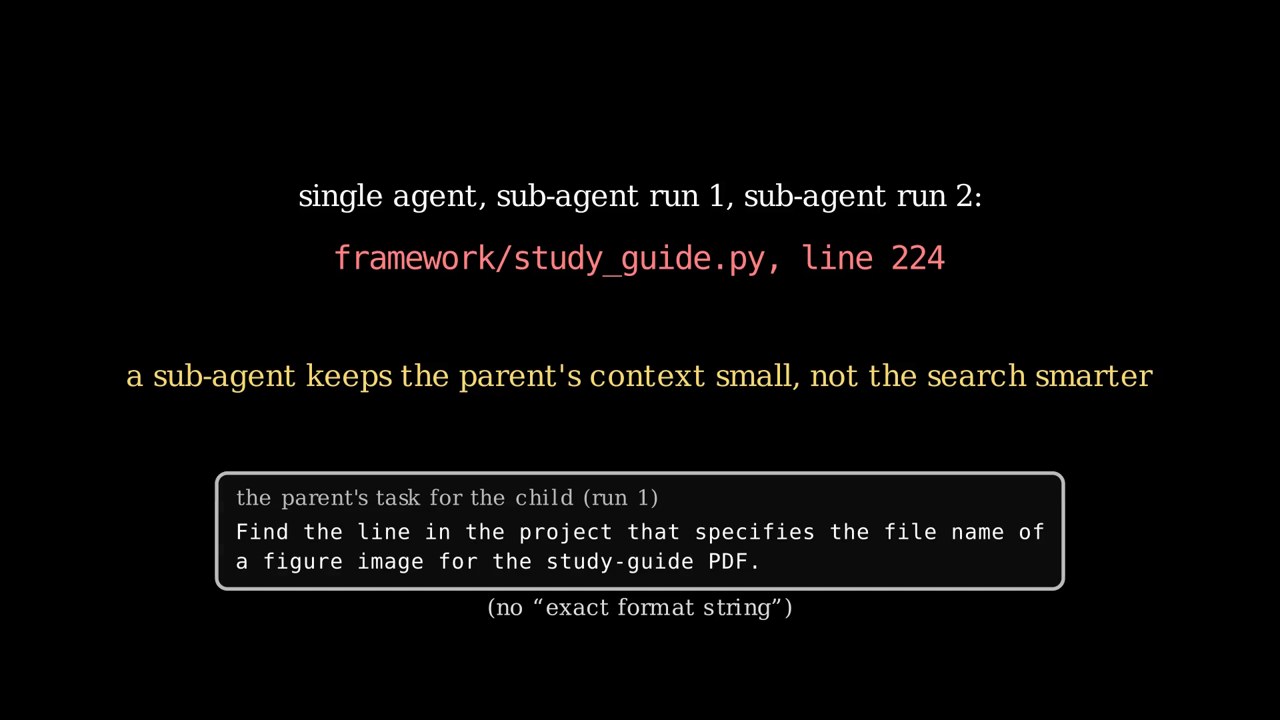 single agent, sub-agent run 1, sub-agent run 2:
framework/study_guide.py, line 224
a sub-agent keeps the parent's context small, not the search smarter
the parent's task for the child (run 1)
Find the line in the project that specifies the file name of
a figure image for the study-guide PDF.
(no “exact format string”)